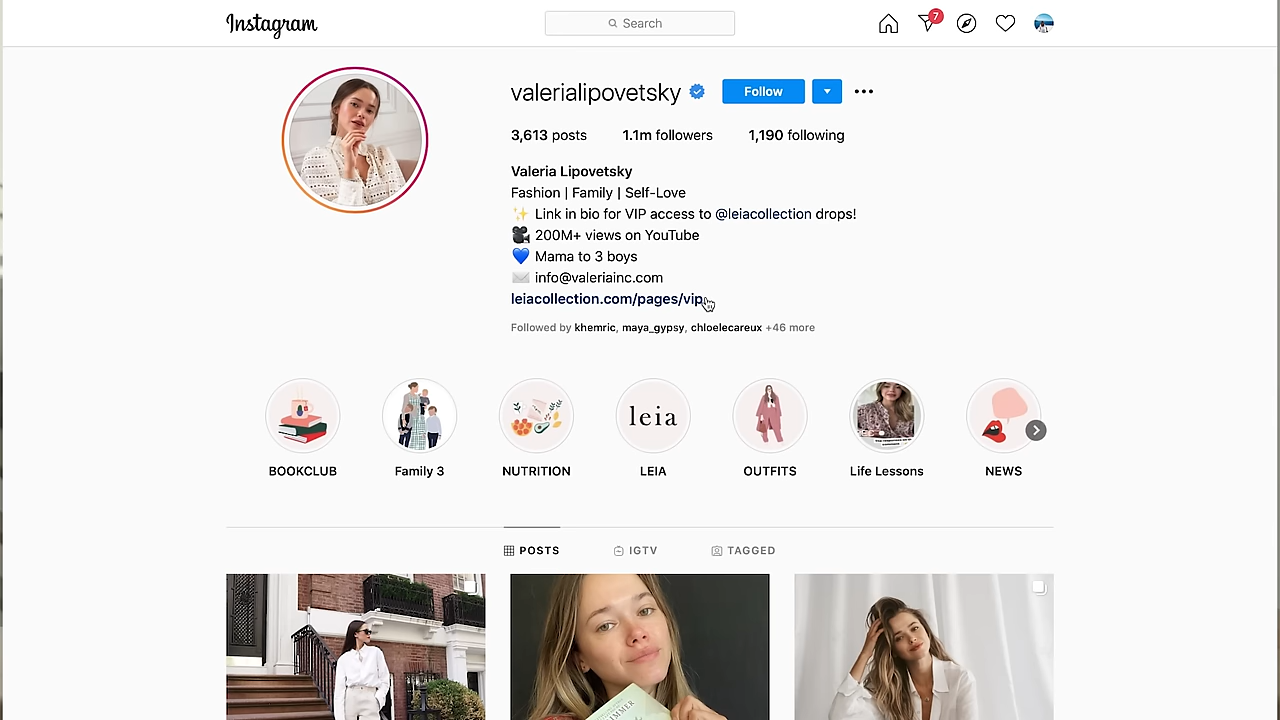 Instagram
Search
7
valerialipovetsky
Follow
3,613 posts 1.1m followers 1,190 following
Valeria Lipovetsky
Fashion | Family | Self-Love
✨ Link in bio for VIP access to @leiacollection drops!
🎥 200M+ views on YouTube
💙 Mama to 3 boys
✉️ info@valeriainc.com
leiacollection.com/pages/vip
Followed by khemric, maya_gypsy, chloelecareux +46 more
leia
BOOKCLUB Family 3 NUTRITION LEIA OUTFITS Life Lessons NEWS
POSTS IGTV TAGGED